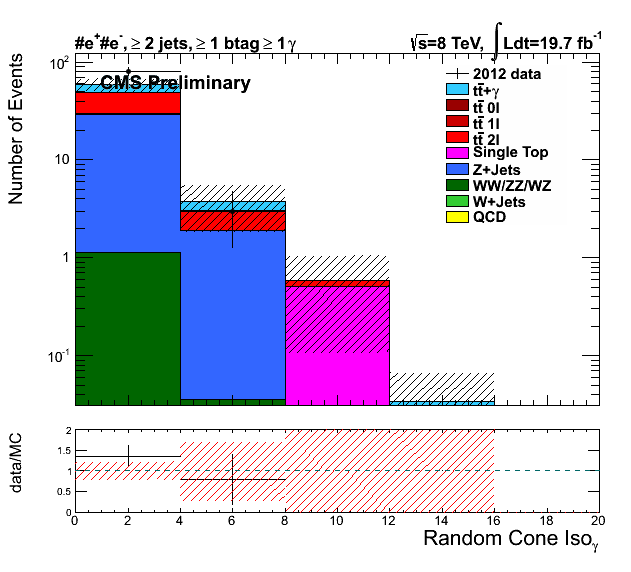 #e⁺#e⁻, ≥ 2 jets, ≥ 1 btag ≥ 1 γ
√s=8 TeV, ∫Ldt=19.7 fb⁻¹
CMS Preliminary
Number of Events
10²
10
1
10⁻¹
2012 data
tt̄+γ
tt̄ 0l
tt̄ 1l
tt̄ 2l
Single Top
Z+Jets
WW/ZZ/WZ
W+Jets
QCD
data/MC
2
1.5
1
0.5
0
0 2 4 6 8 10 12 14 16 18 20
Random Cone Isoᵧ